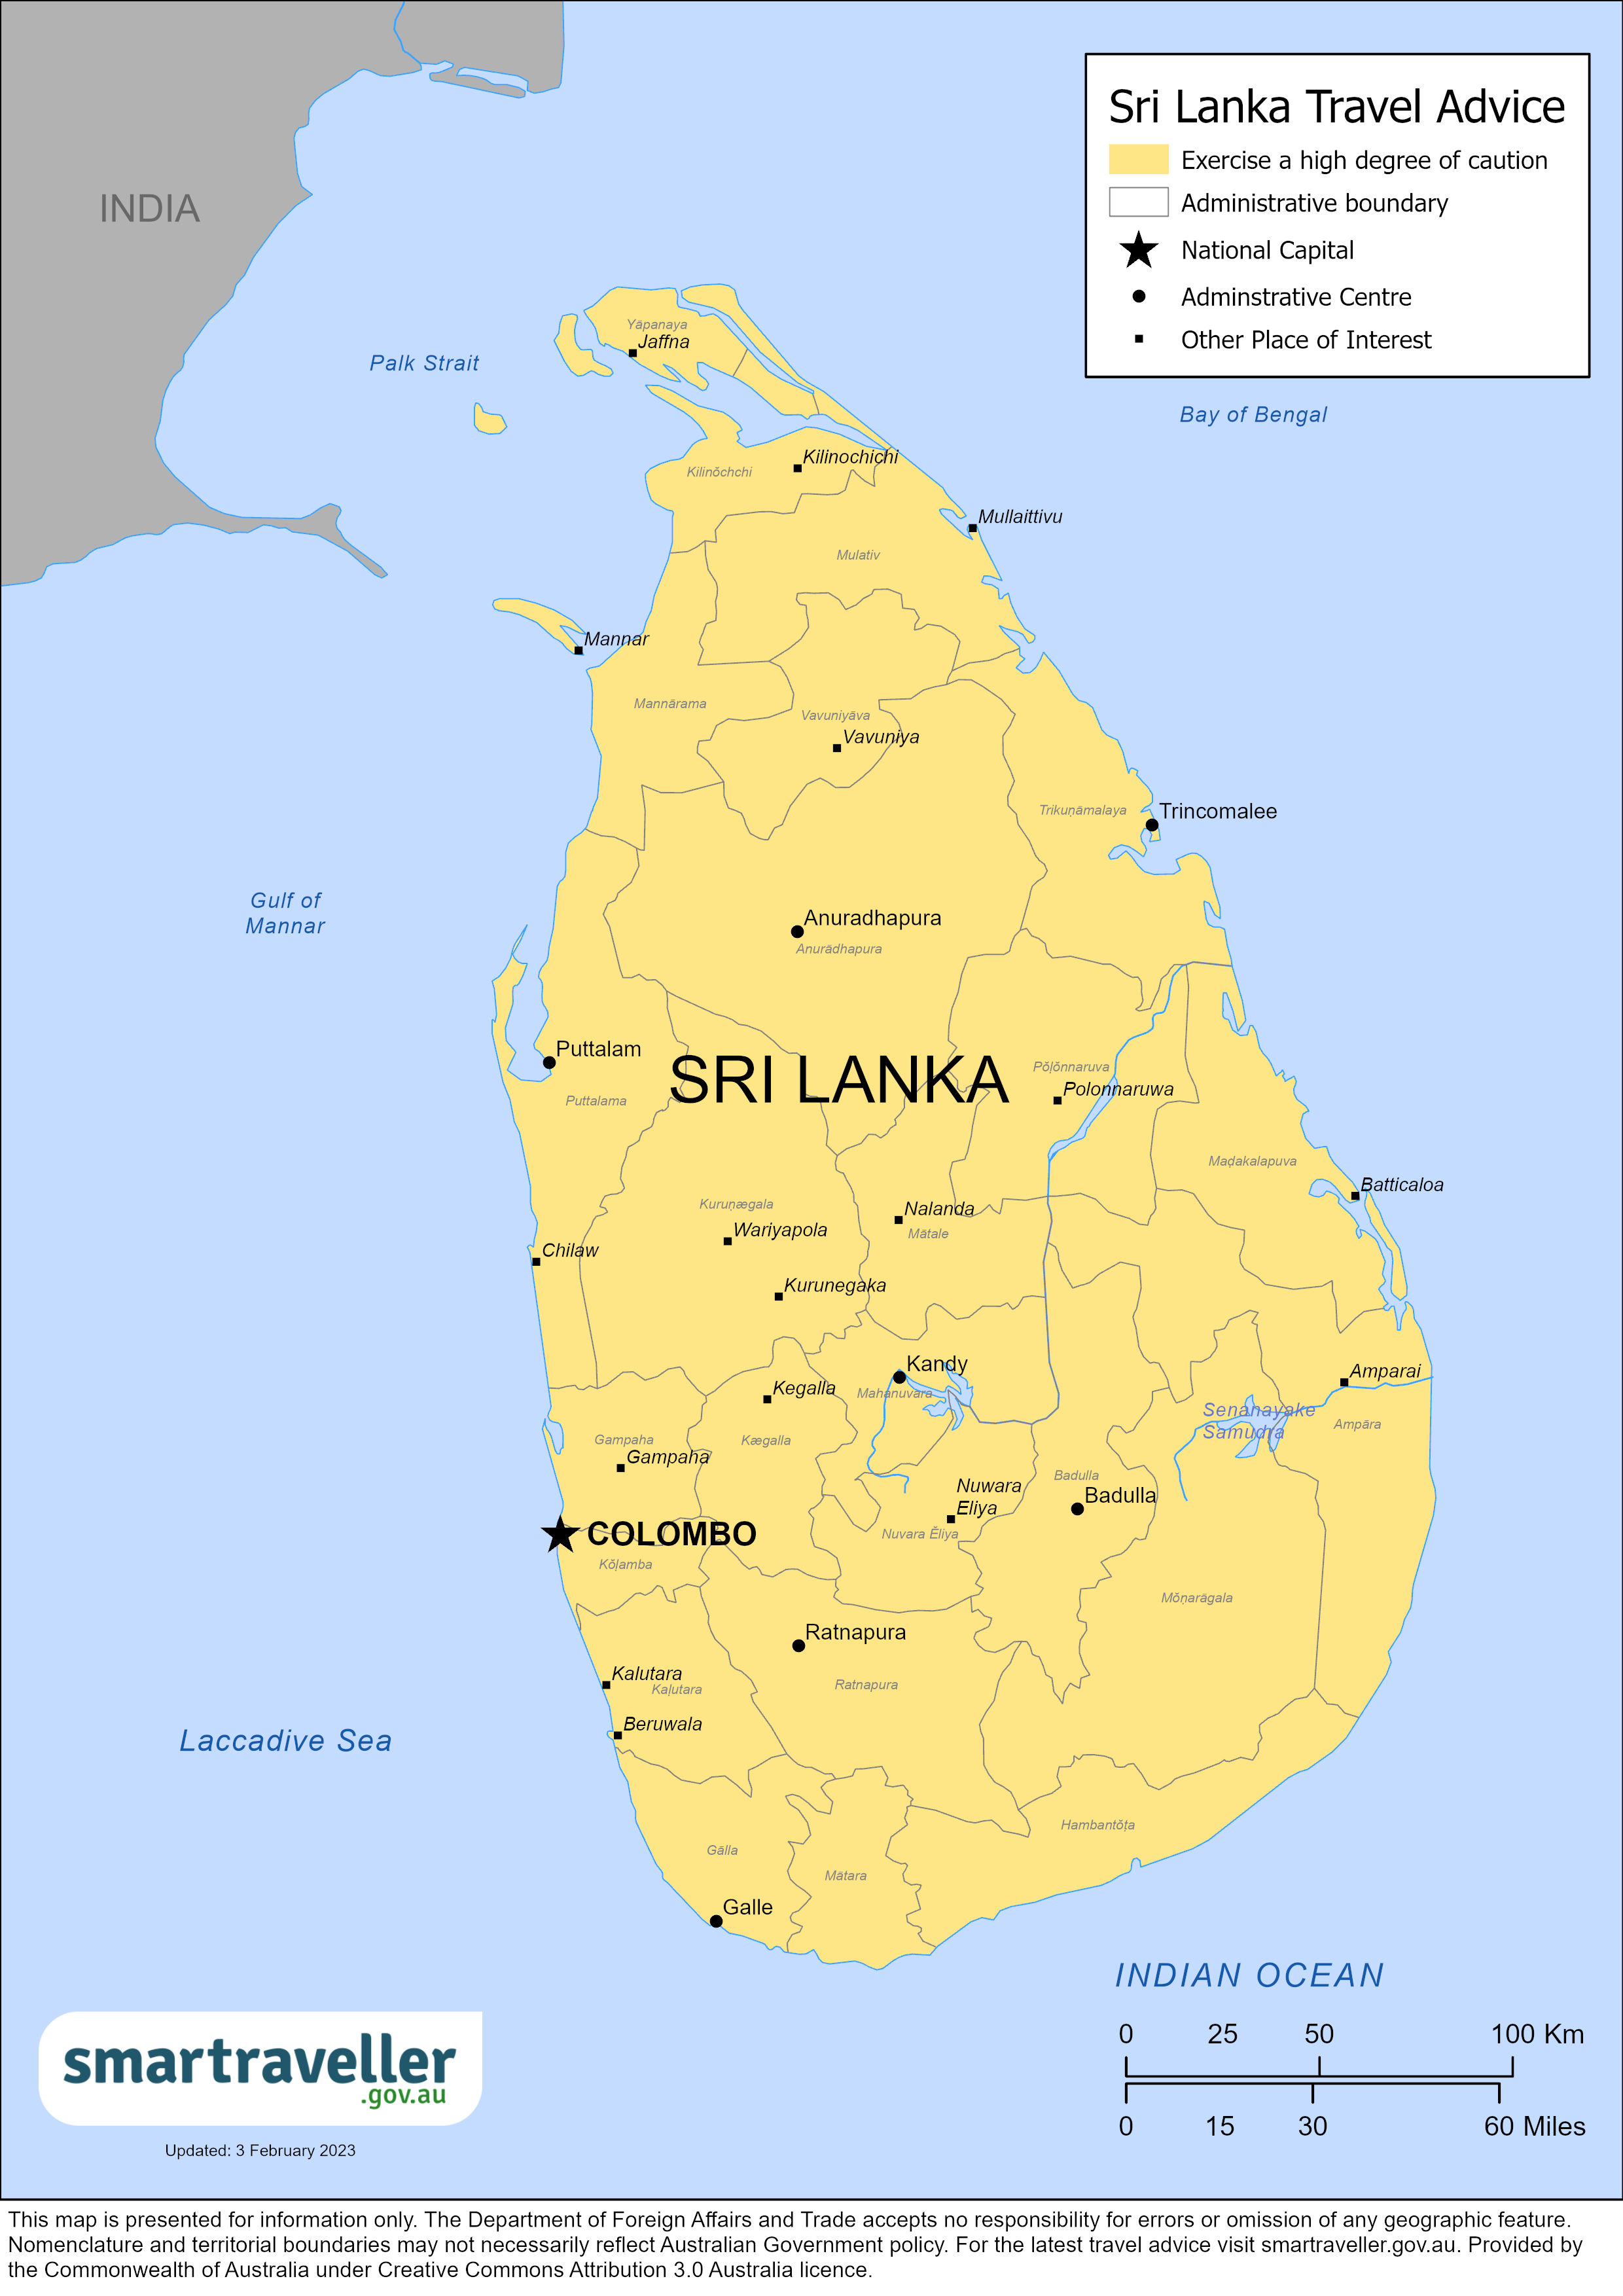 Sri Lanka Travel Advice
Exercise a high degree of caution
Administrative boundary
National Capital
Adminstrative Centre
Other Place of Interest
INDIA
Palk Strait
Bay of Bengal
Yāpanaya
Jaffna
Kilinochichi
Kilinŏchchi
Mullaittivu
Mulativ
Mannar
Mannārama
Vavuniyāva
Vavuniya
Trikuṇāmalaya
Trincomalee
Gulf of
Mannar
Anuradhapura
Anurādhapura
Puttalam
SRI LANKA
Pŏḷŏnnaruva
Polonnaruwa
Puttalama
Maḍakalapuva
Batticaloa
Kuruṇægala
Nalanda
Wariyapola
Mātale
Chilaw
Kurunegaka
Kandy
Amparai
Kegalla
Mahanuvara
Senanayake
Samudra
Ampāra
Gampaha
Kægalla
Gampaha
Badulla
Nuwara
Eliya
Badulla
COLOMBO
Nuvara Ĕliya
Kŏḷamba
Mŏṇarāgala
Ratnapura
Kalutara
Kaḷutara
Ratnapura
Beruwala
Laccadive Sea
Hambantŏṭa
Gālla
Mātara
Galle
INDIAN OCEAN
0 25 50 100 Km
0 15 30 60 Miles
smartraveller
.gov.au
Updated: 3 February 2023
This map is presented for information only. The Department of Foreign Affairs and Trade accepts no responsibility for errors or omission of any geographic feature.
Nomenclature and territorial boundaries may not necessarily reflect Australian Government policy. For the latest travel advice visit smartraveller.gov.au. Provided by
the Commonwealth of Australia under Creative Commons Attribution 3.0 Australia licence.